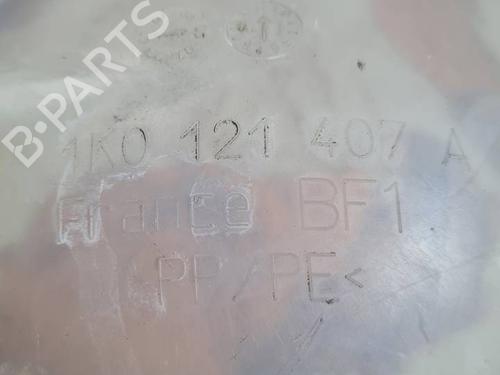 B-PARTS
1K0 121 407 A
France BF1
PP/PE<